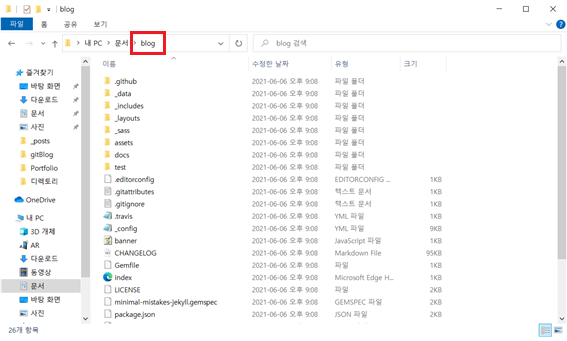 blog
파일 홈 공유 보기
내 PC 문서 blog
blog 검색
이름 수정한 날짜 유형 크기
즐겨찾기
바탕 화면
다운로드
문서
사진
_posts
gitBlog
Portfolio
디렉토리
OneDrive
내 PC
3D 개체
AR
다운로드
동영상
문서
바탕 화면
사진
.github 2021-06-06 오후 9:08 파일 폴더
_data 2021-06-06 오후 9:08 파일 폴더
_includes 2021-06-06 오후 9:08 파일 폴더
_layouts 2021-06-06 오후 9:08 파일 폴더
_sass 2021-06-06 오후 9:08 파일 폴더
assets 2021-06-06 오후 9:08 파일 폴더
docs 2021-06-06 오후 9:08 파일 폴더
test 2021-06-06 오후 9:08 파일 폴더
.editorconfig 2021-06-06 오후 9:08 EDITORCONFIG ... 1KB
.gitattributes 2021-06-06 오후 9:08 텍스트 문서 1KB
.gitignore 2021-06-06 오후 9:08 텍스트 문서 1KB
.travis 2021-06-06 오후 9:08 YML 파일 1KB
_config 2021-06-06 오후 9:08 YML 파일 9KB
banner 2021-06-06 오후 9:08 JavaScript 파일 1KB
CHANGELOG 2021-06-06 오후 9:08 Markdown File 95KB
Gemfile 2021-06-06 오후 9:08 파일 1KB
index 2021-06-06 오후 9:08 Microsoft Edge H... 1KB
LICENSE 2021-06-06 오후 9:08 파일 2KB
minimal-mistakes-jekyll.gemspec 2021-06-06 오후 9:08 GEMSPEC 파일 2KB
package.json 2021-06-06 오후 9:08 JSON 파일 2KB
26개 항목